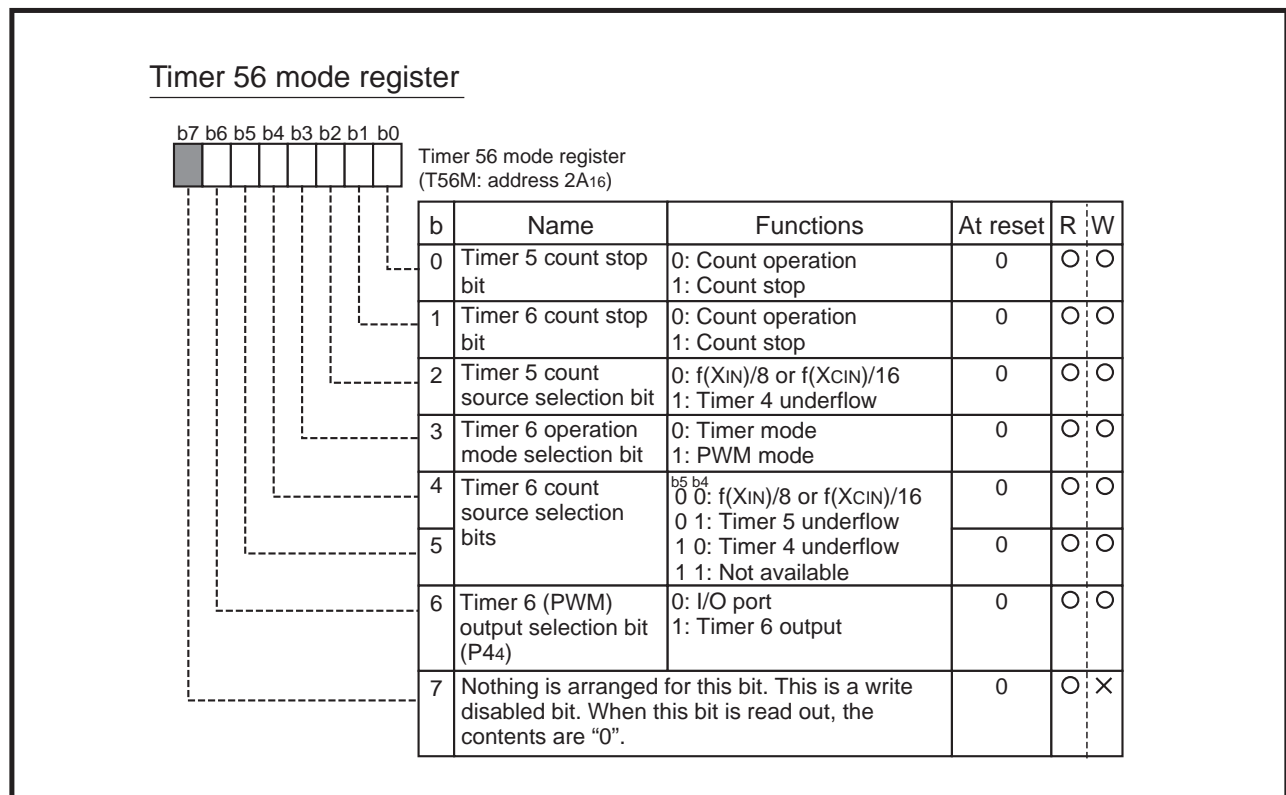 Timer 56 mode register
b7 b6 b5 b4 b3 b2 b1 b0
Timer 56 mode register
(T56M: address 2A16)
b Name Functions At reset R W
0 Timer 5 count stop bit 0: Count operation 0 O O
1: Count stop
1 Timer 6 count stop bit 0: Count operation 0 O O
1: Count stop
2 Timer 5 count source selection bit 0: f(XIN)/8 or f(XCIN)/16 0 O O
1: Timer 4 underflow
3 Timer 6 operation mode selection bit 0: Timer mode 0 O O
1: PWM mode
4 Timer 6 count source selection bits b5 b4 0 O O
0 0: f(XIN)/8 or f(XCIN)/16
0 1: Timer 5 underflow
5 1 0: Timer 4 underflow 0 O O
1 1: Not available
6 Timer 6 (PWM) output selection bit (P44) 0: I/O port 0 O O
1: Timer 6 output
7 Nothing is arranged for this bit. This is a write 0 O ×
disabled bit. When this bit is read out, the
contents are “0”.